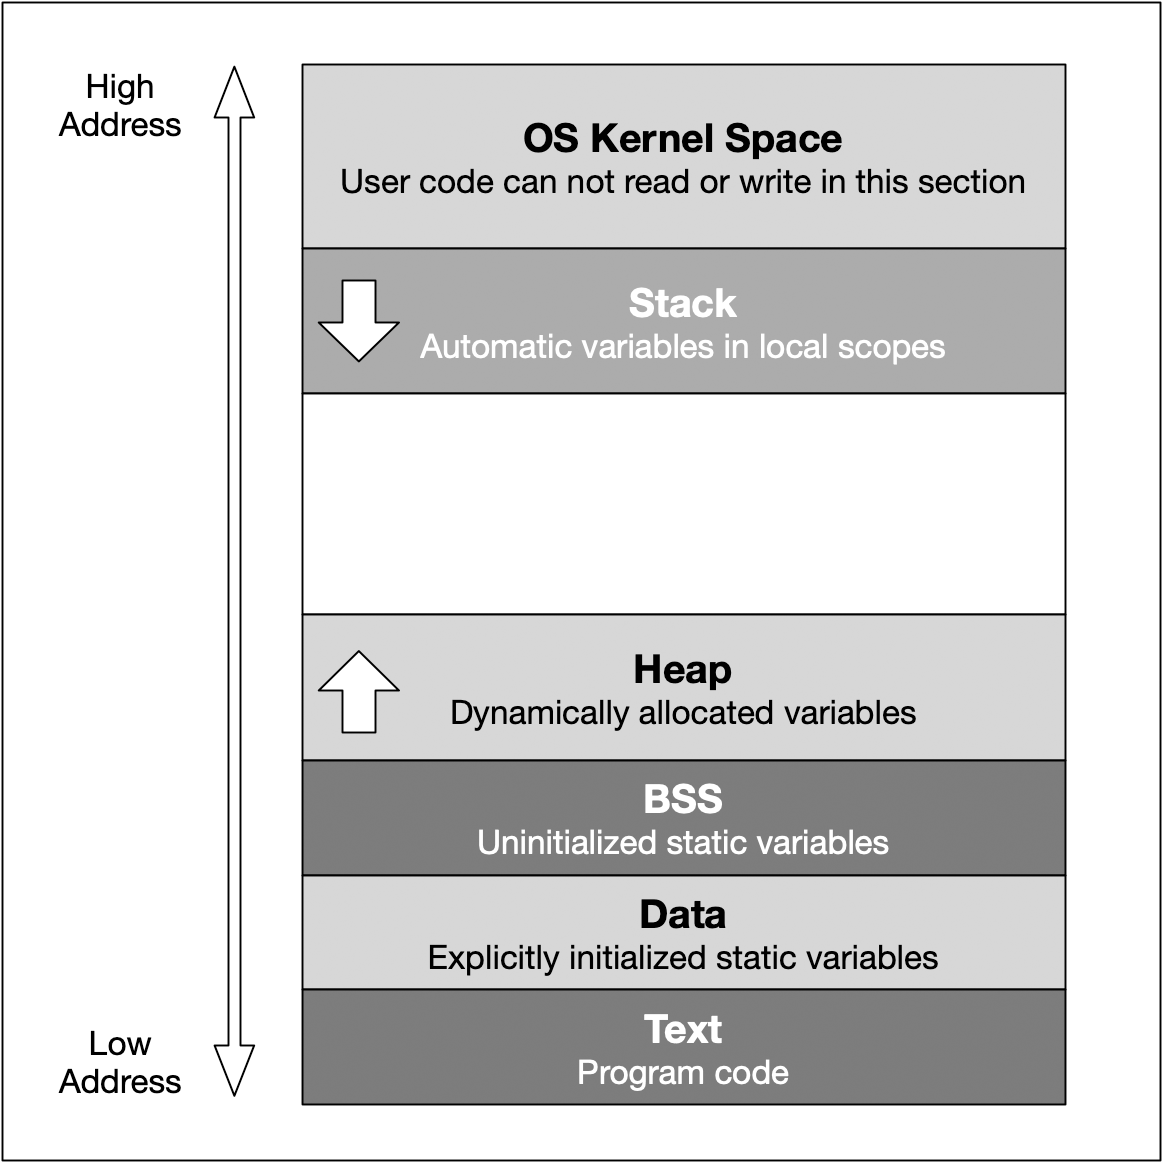 High
Address
OS Kernel Space
User code can not read or write in this section
Stack
Automatic variables in local scopes
Heap
Dynamically allocated variables
BSS
Uninitialized static variables
Data
Explicitly initialized static variables
Text
Program code
Low
Address